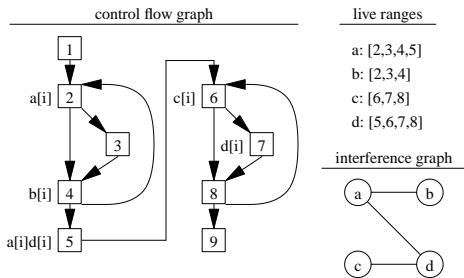 control flow graph
1
a[i] 2
3
b[i] 4
a[i]d[i] 5
c[i] 6
d[i] 7
8
9
live ranges
a: [2,3,4,5]
b: [2,3,4]
c: [6,7,8]
d: [5,6,7,8]
interference graph
a b
c d